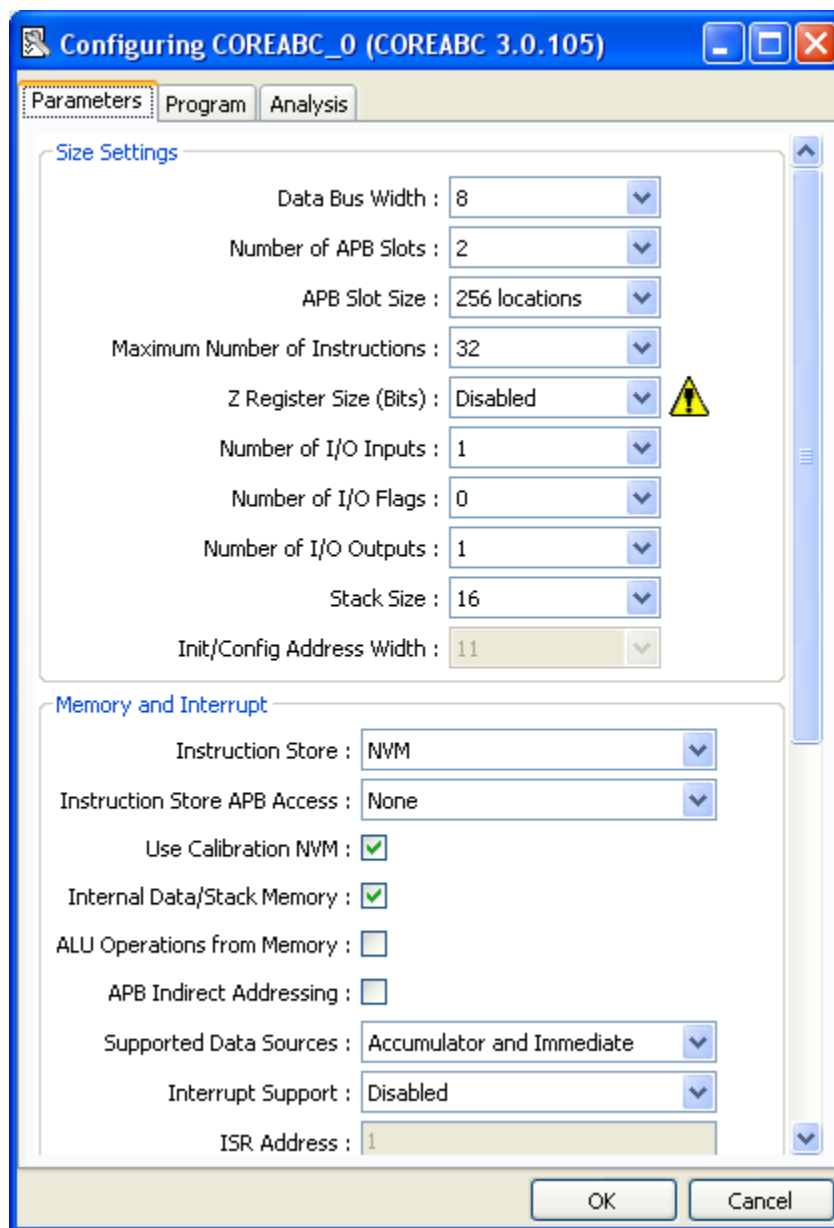 Configuring COREABC_0 (COREABC 3.0.105)
Parameters Program Analysis
Size Settings
Data Bus Width : 8
Number of APB Slots : 2
APB Slot Size : 256 locations
Maximum Number of Instructions : 32
Z Register Size (Bits) : Disabled
Number of I/O Inputs : 1
Number of I/O Flags : 0
Number of I/O Outputs : 1
Stack Size : 16
Init/Config Address Width : 11
Memory and Interrupt
Instruction Store : NVM
Instruction Store APB Access : None
Use Calibration NVM :
Internal Data/Stack Memory :
ALU Operations from Memory :
APB Indirect Addressing :
Supported Data Sources : Accumulator and Immediate
Interrupt Support : Disabled
ISR Address : 1
OK Cancel